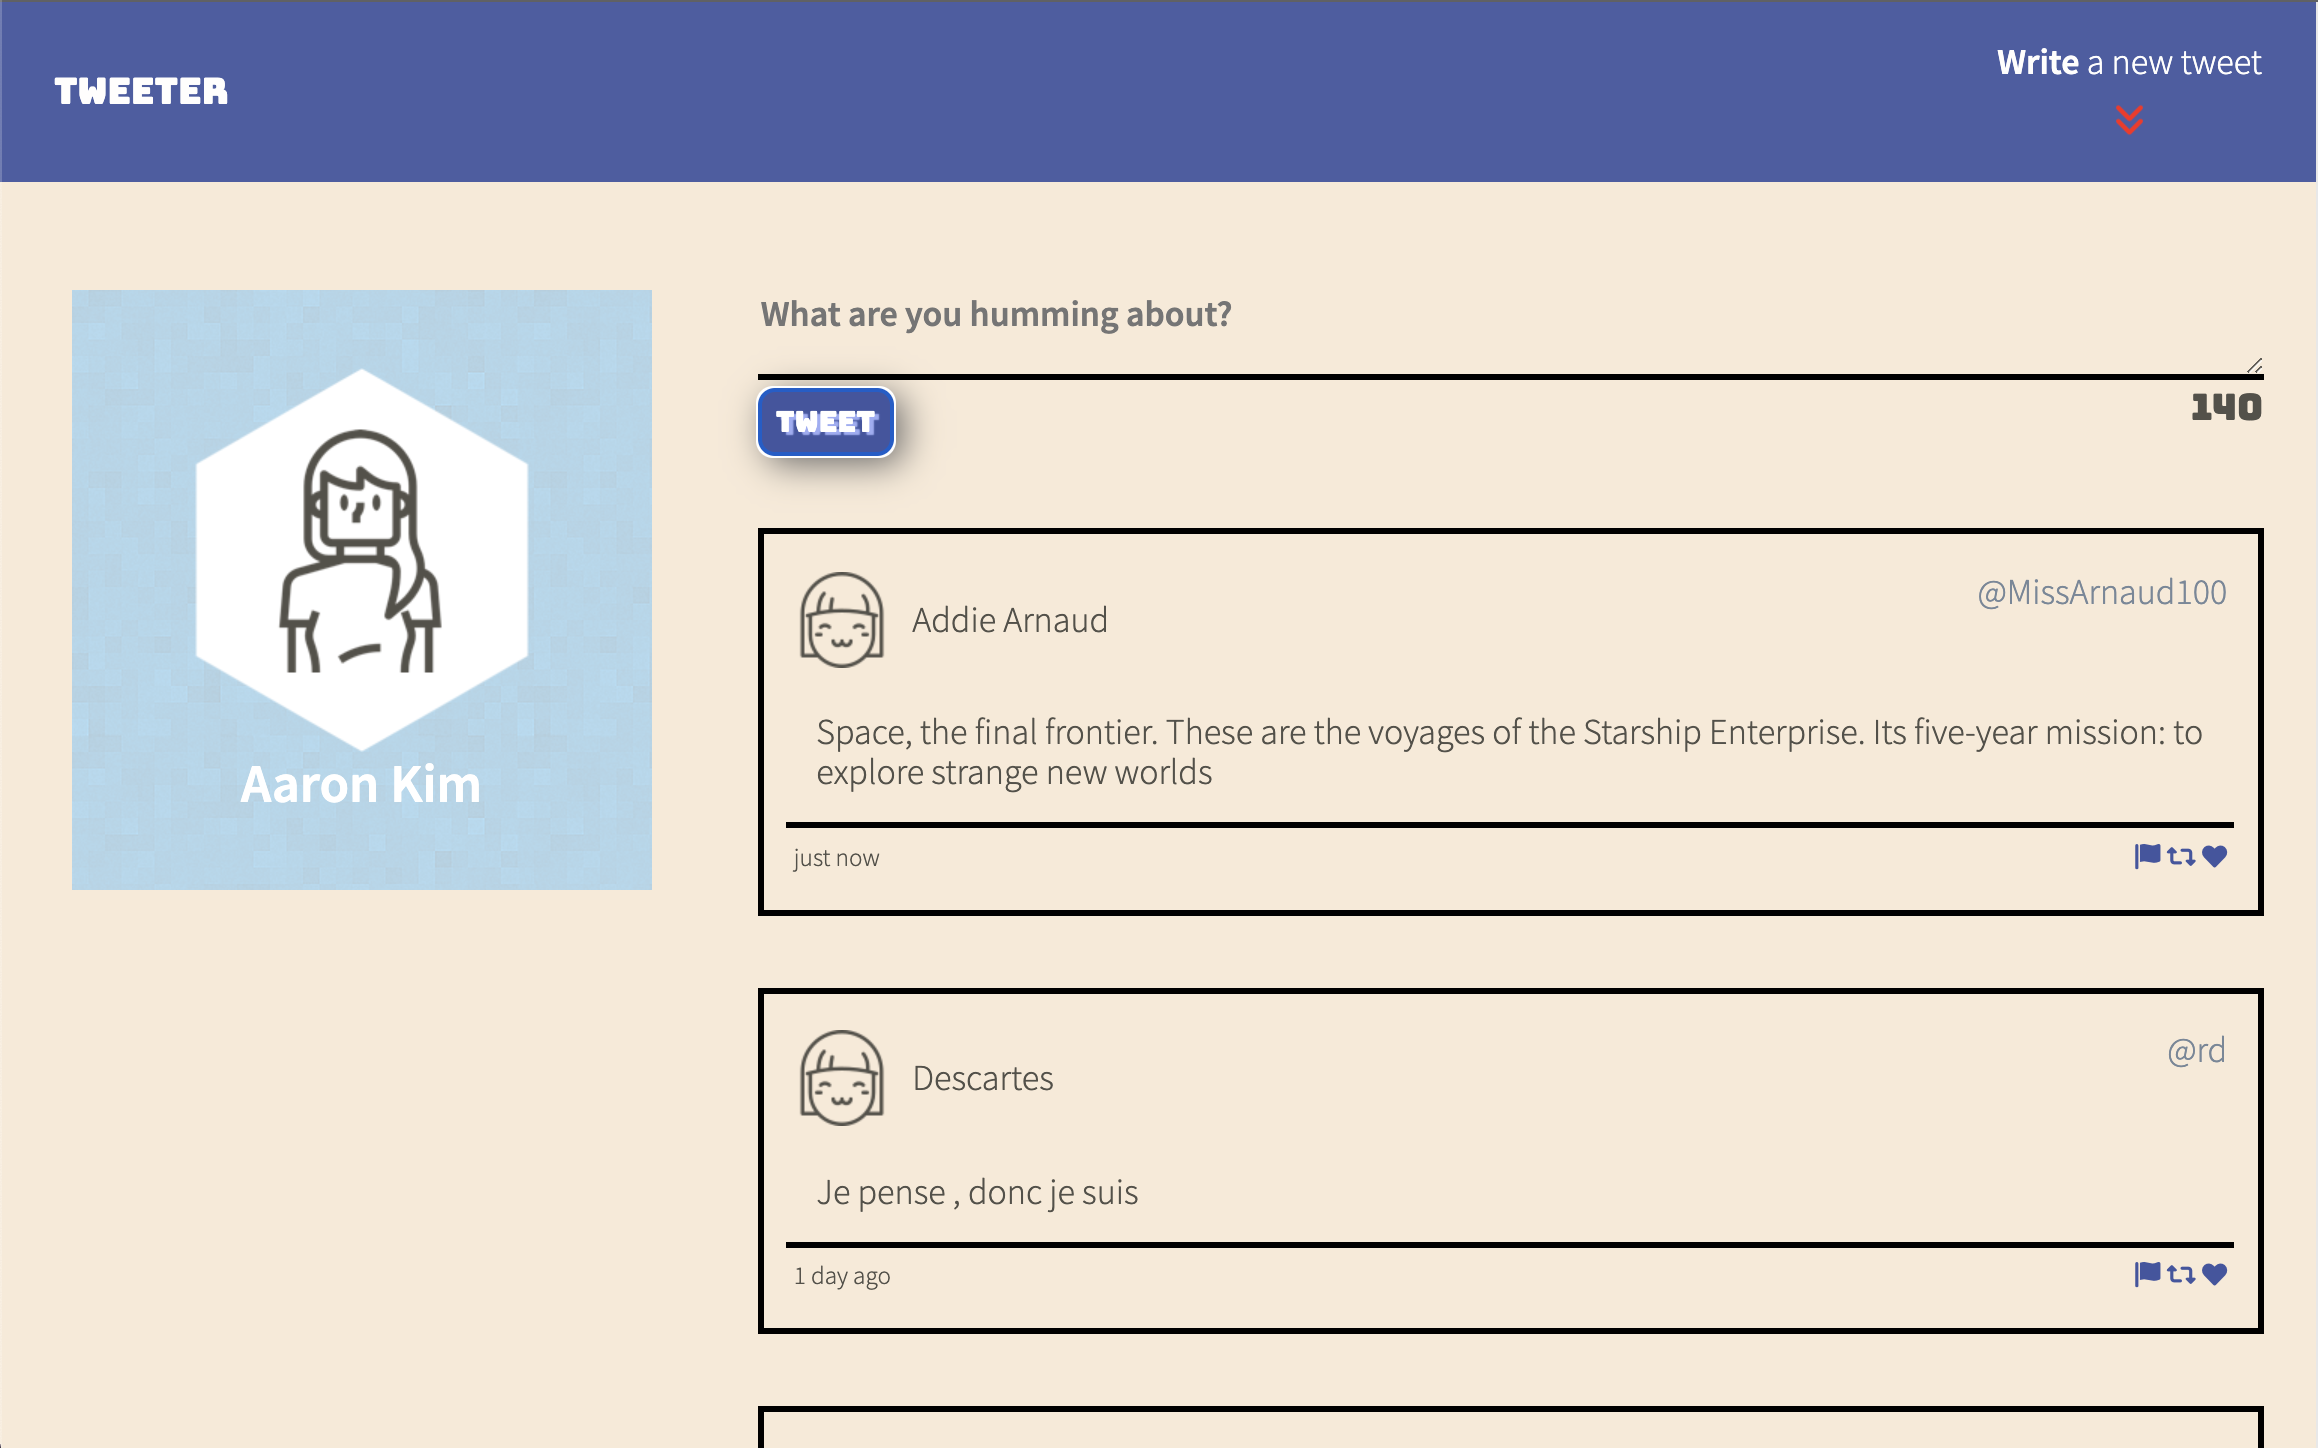 TWEETER
Write a new tweet
Aaron Kim
What are you humming about?
TWEET
140
Addie Arnaud
@MissArnaud100
Space, the final frontier. These are the voyages of the Starship Enterprise. Its five-year mission: to
explore strange new worlds
just now
Descartes
@rd
Je pense , donc je suis
1 day ago